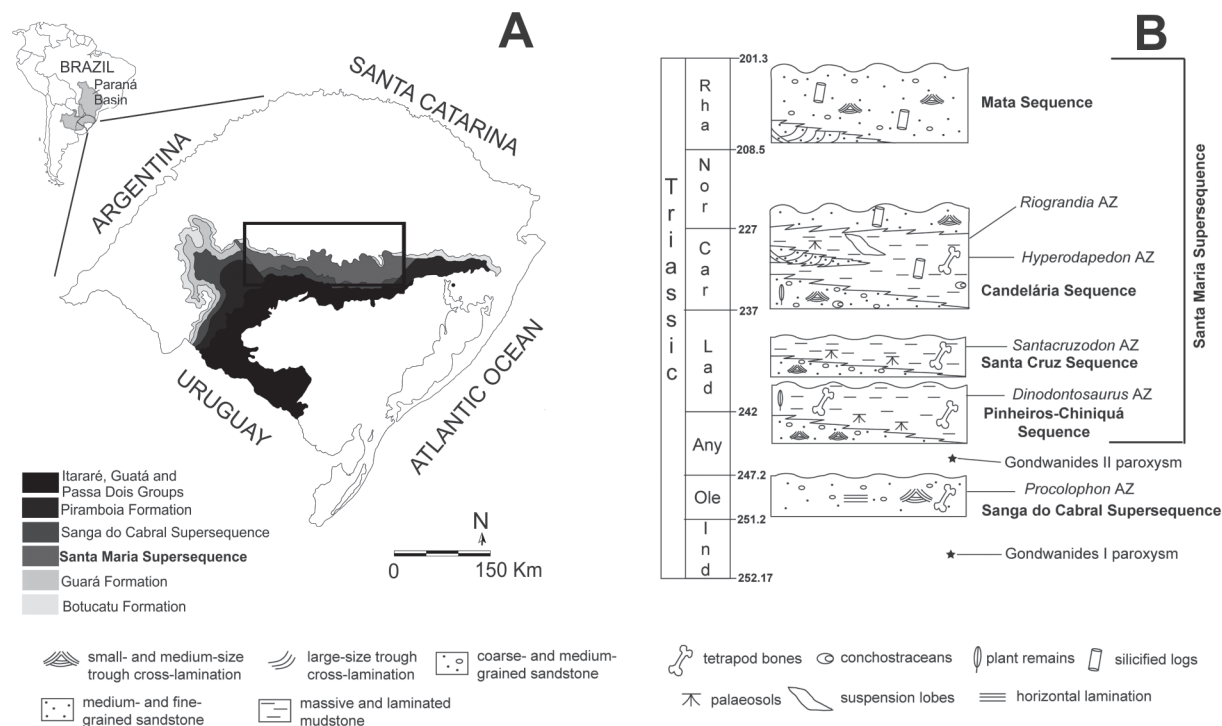 A
BRAZIL
Paraná
Basin
SANTA CATARINA
ARGENTINA
URUGUAY
ATLANTIC OCEAN
Itararé, Guatá and
Passa Dois Groups
Piramboia Formation
Sanga do Cabral Supersequence
Santa Maria Supersequence
Guará Formation
Botucatu Formation
N
0 150 Km
B
Triassic
Rha
Nor
Car
Lad
Any
Ole
Ind
201.3
208.5
227
237
242
247.2
251.2
252.17
Mata Sequence
Riograndia AZ
Hyperodapedon AZ
Candelária Sequence
Santacruzodon AZ
Santa Cruz Sequence
Dinodontosaurus AZ
Pinheiros-Chiniquá
Sequence
Gondwanides II paroxysm
Procolophon AZ
Sanga do Cabral Supersequence
Gondwanides I paroxysm
Santa Maria Supersequence
small- and medium-size
trough cross-lamination
large-size trough
cross-lamination
coarse- and medium-
grained sandstone
medium- and fine-
grained sandstone
massive and laminated
mudstone
tetrapod bones
conchostraceans
plant remains
silicified logs
palaeosols
suspension lobes
horizontal lamination